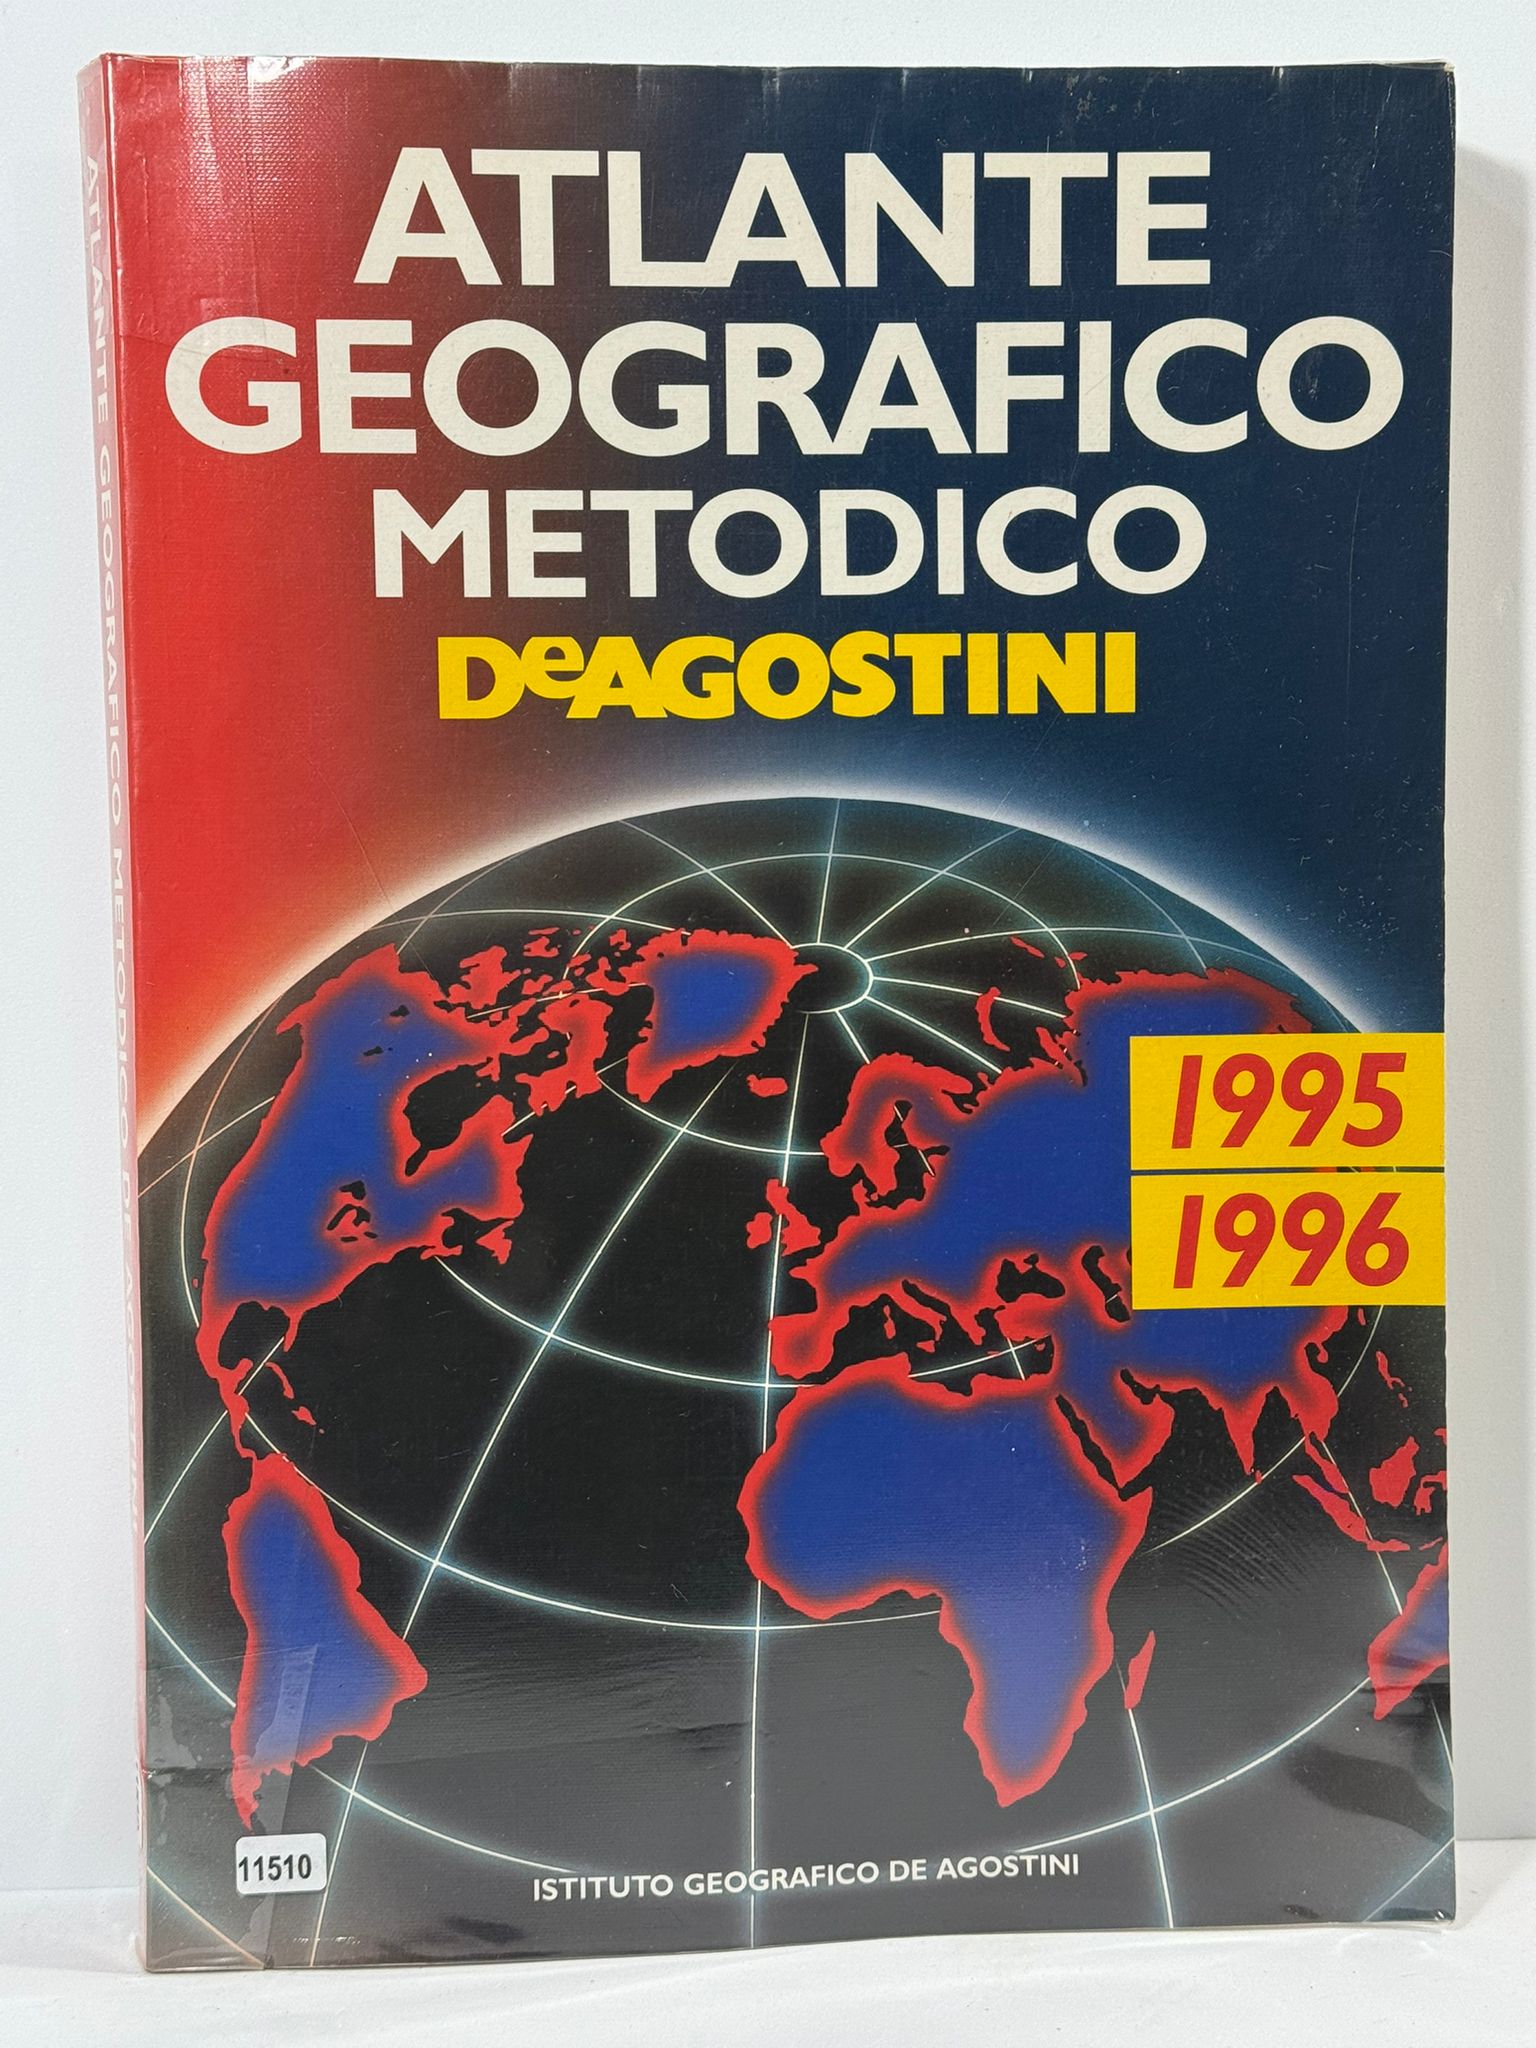 ATLANTE
GEOGRAFICO
METODICO
DeAGOSTINI
1995
1996
11510
ISTITUTO GEOGRAFICO DE AGOSTINI
ATLANTE GEOGRAFICO METODICO DE AGOSTINI